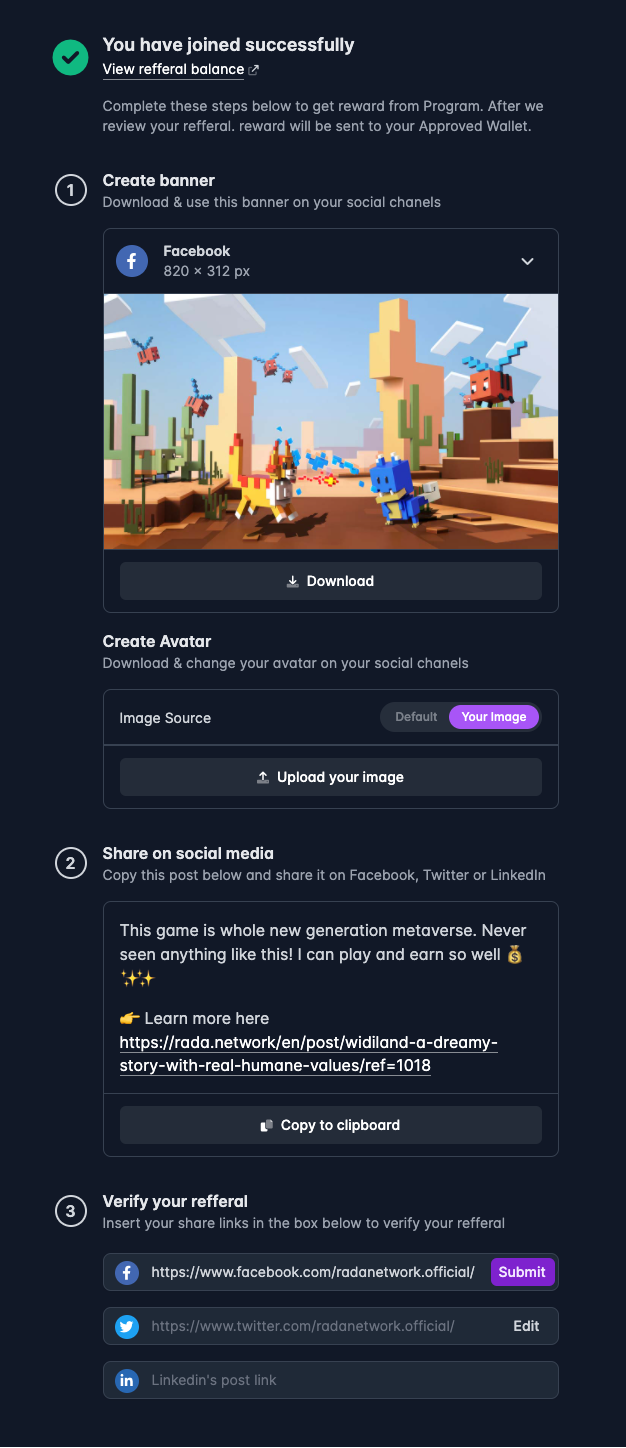 You have joined successfully
View refferal balance
Complete these steps below to get reward from Program. After we
review your refferal. reward will be sent to your Approved Wallet.
1
Create banner
Download & use this banner on your social chanels
Facebook
820 × 312 px
Download
Create Avatar
Download & change your avatar on your social chanels
Image Source
Default
Your Image
Upload your image
2
Share on social media
Copy this post below and share it on Facebook, Twitter or LinkedIn
This game is whole new generation metaverse. Never
seen anything like this! I can play and earn so well 💰
✨✨
👉 Learn more here
https://rada.network/en/post/widiland-a-dreamy-
story-with-real-humane-values/ref=1018
Copy to clipboard
3
Verify your refferal
Insert your share links in the box below to verify your refferal
https://www.facebook.com/radanetwork.official/
Submit
https://www.twitter.com/radanetwork.official/
Edit
in
Linkedin's post link